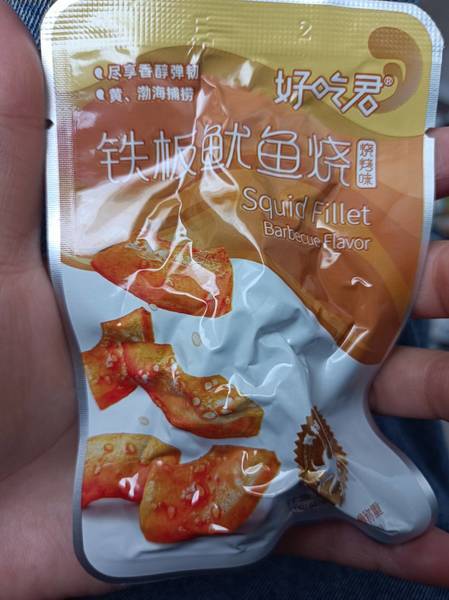 E 2
尽享香醇弹韧
黄、渤海捕捞
好吃君®
铁板鱿鱼烧
烧烤味
Squid Fillet
Barbecue Flavor